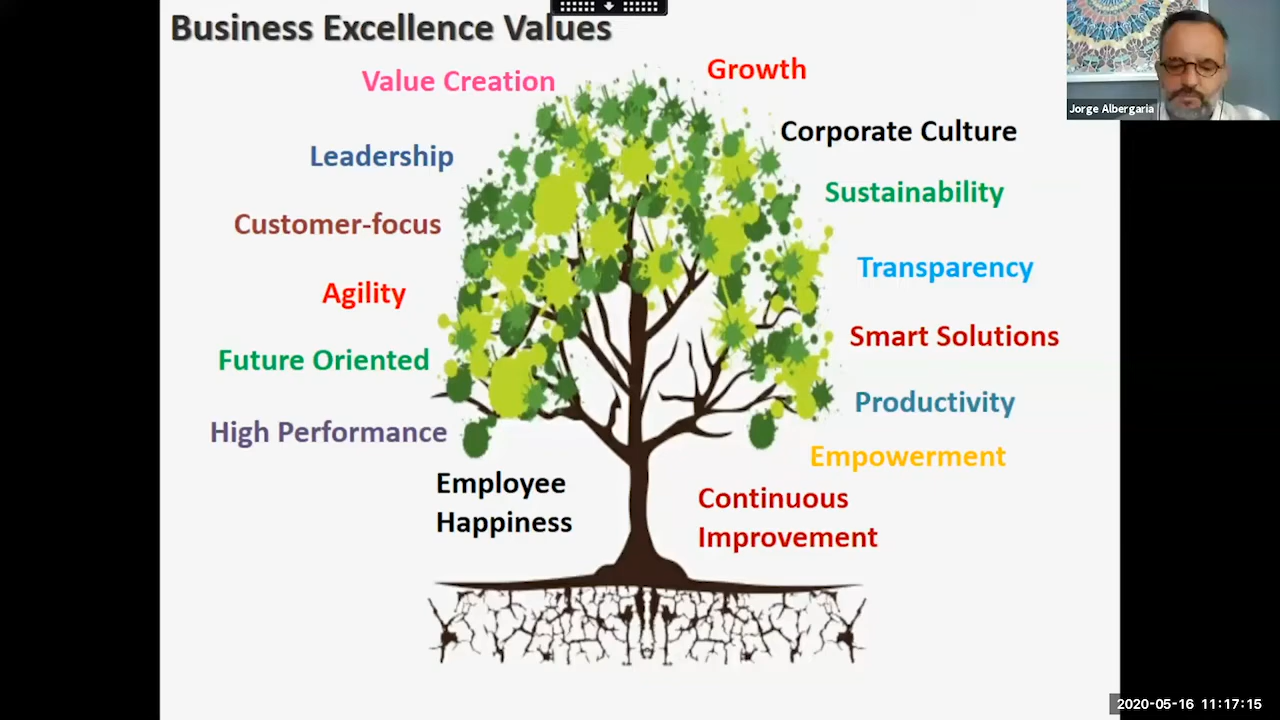 Business Excellence Values
Value Creation
Growth
Corporate Culture
Leadership
Sustainability
Customer-focus
Transparency
Agility
Smart Solutions
Future Oriented
Productivity
High Performance
Empowerment
Employee
Happiness
Continuous
Improvement
Jorge Albergaria
2020-05-16 11:17:15